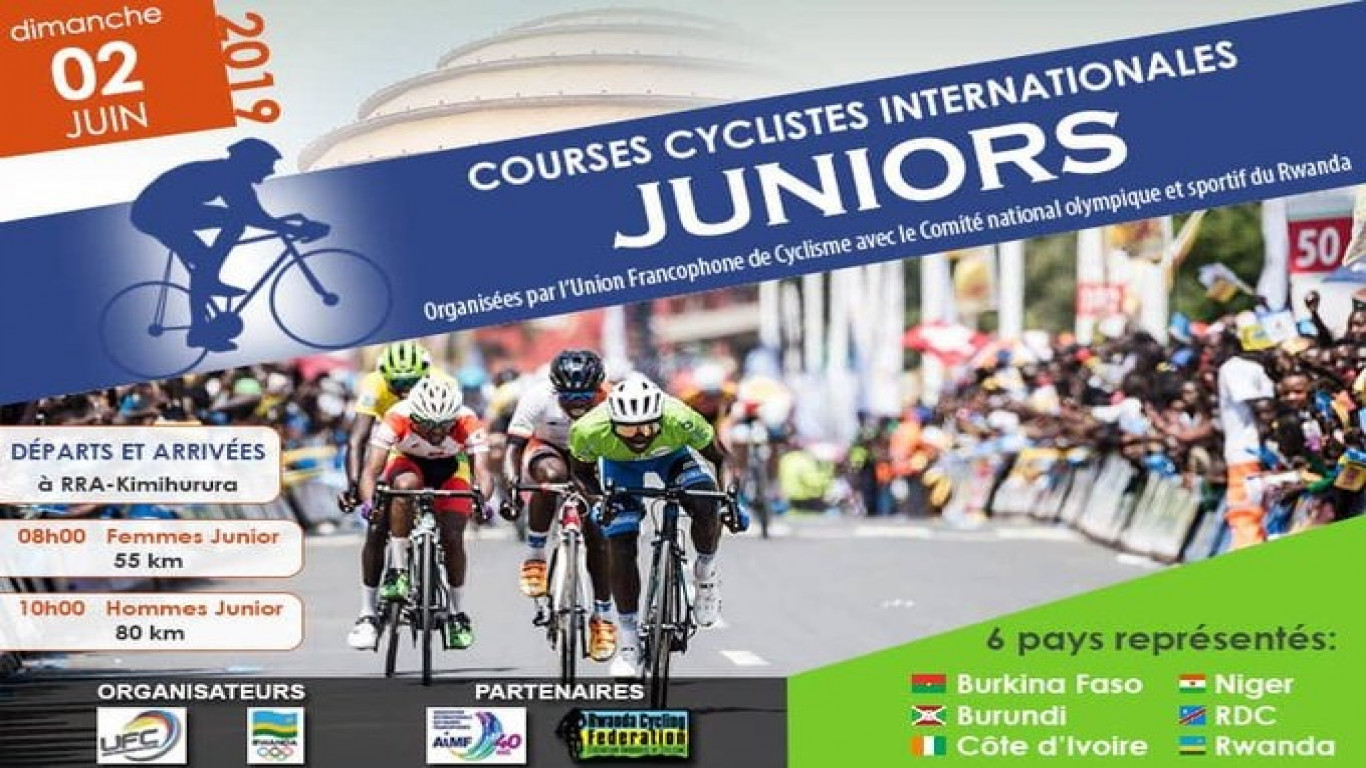 dimanche
02
JUIN
2019
COURSES CYCLISTES INTERNATIONALES
JUNIORS
Organisées par l'Union Francophone de Cyclisme avec le Comité national olympique et sportif du Rwanda
50
DÉPARTS ET ARRIVÉES
à RRA-Kimihurura
08h00 Femmes Junior
55 km
10h00 Hommes Junior
80 km
6 pays représentés:
Burkina Faso
Burundi
Côte d'Ivoire
Niger
RDC
Rwanda
ORGANISATEURS
UFC
RWANDA
PARTENAIRES
AIMF
40
Rwanda Cycling
Federation